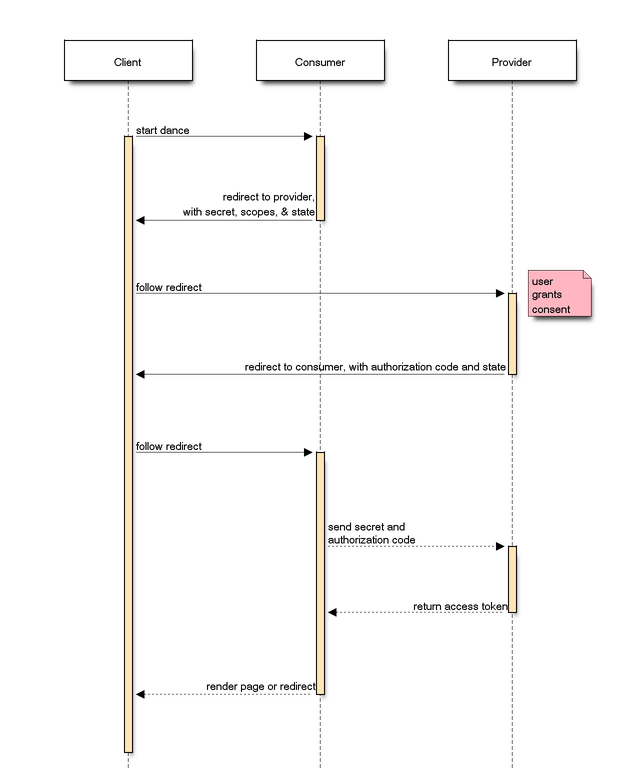 Client
Consumer
Provider
start dance
redirect to provider,
with secret, scopes, & state
follow redirect
user
grants
consent
redirect to consumer, with authorization code and state
follow redirect
send secret and
authorization code
return access token
render page or redirect